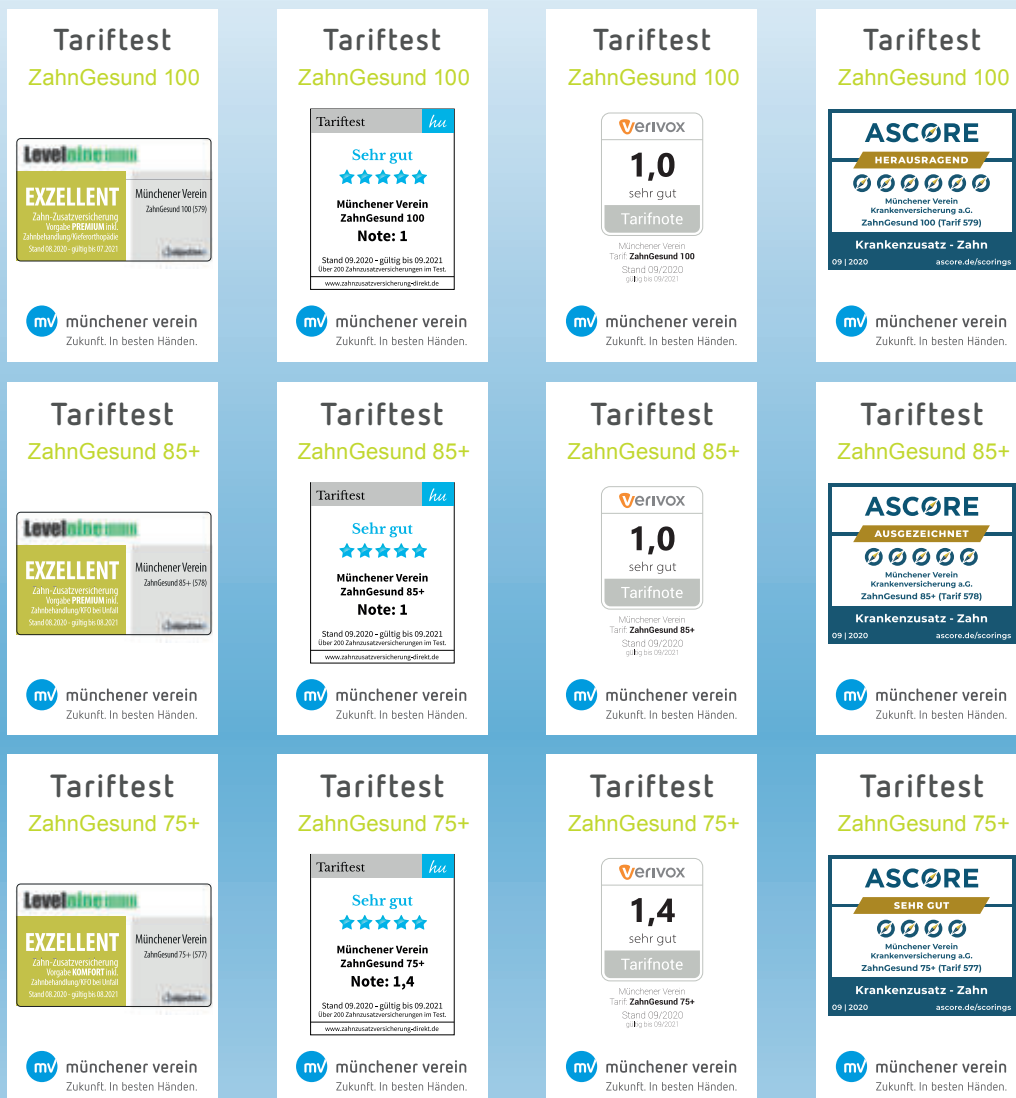 Tariftest
ZahnGesund 100
Levelnine
EXZELLENT
Zahn-Zusatzversicherung
Vorgabe PREMIUM inkl.
Zahnbehandlung/Kieferorthopädie
Stand 08.2020 - gültig bis 07.2021
Münchener Verein
ZahnGesund 100 (579)
mv münchener verein
Zukunft. In besten Händen.
Tariftest
ZahnGesund 100
Tariftest hu
Sehr gut
Münchener Verein
ZahnGesund 100
Note: 1
Stand 09.2020 - gültig bis 09.2021
Über 200 Zahnzusatzversicherungen im Test.
www.zahnzusatzversicherung-direkt.de
mv münchener verein
Zukunft. In besten Händen.
Tariftest
ZahnGesund 100
Verivox
1,0
sehr gut
Tarifnote
Münchener Verein
Tarif: ZahnGesund 100
Stand 09/2020
gültig bis 09/2021
mv münchener verein
Zukunft. In besten Händen.
Tariftest
ZahnGesund 100
ASCORE
HERAUSRAGEND
Münchener Verein
Krankenversicherung a.G.
ZahnGesund 100 (Tarif 579)
Krankenzusatz - Zahn
09 | 2020 ascore.de/scorings
mv münchener verein
Zukunft. In besten Händen.
Tariftest
ZahnGesund 85+
Levelnine
EXZELLENT
Zahn-Zusatzversicherung
Vorgabe PREMIUM inkl.
Zahnbehandlung/KFO bei Unfall
Stand 08.2020 - gültig bis 08.2021
Münchener Verein
ZahnGesund 85+ (578)
mv münchener verein
Zukunft. In besten Händen.
Tariftest
ZahnGesund 85+
Tariftest hu
Sehr gut
Münchener Verein
ZahnGesund 85+
Note: 1
Stand 09.2020 - gültig bis 09.2021
Über 200 Zahnzusatzversicherungen im Test.
www.zahnzusatzversicherung-direkt.de
mv münchener verein
Zukunft. In besten Händen.
Tariftest
ZahnGesund 85+
Verivox
1,0
sehr gut
Tarifnote
Münchener Verein
Tarif: ZahnGesund 85+
Stand 09/2020
gültig bis 09/2021
mv münchener verein
Zukunft. In besten Händen.
Tariftest
ZahnGesund 85+
ASCORE
AUSGEZEICHNET
Münchener Verein
Krankenversicherung a.G.
ZahnGesund 85+ (Tarif 578)
Krankenzusatz - Zahn
09 | 2020 ascore.de/scorings
mv münchener verein
Zukunft. In besten Händen.
Tariftest
ZahnGesund 75+
Levelnine
EXZELLENT
Zahn-Zusatzversicherung
Vorgabe KOMFORT inkl.
Zahnbehandlung/KFO bei Unfall
Stand 08.2020 - gültig bis 08.2021
Münchener Verein
ZahnGesund 75+ (577)
mv münchener verein
Zukunft. In besten Händen.
Tariftest
ZahnGesund 75+
Tariftest hu
Sehr gut
Münchener Verein
ZahnGesund 75+
Note: 1,4
Stand 09.2020 - gültig bis 09.2021
Über 200 Zahnzusatzversicherungen im Test.
www.zahnzusatzversicherung-direkt.de
mv münchener verein
Zukunft. In besten Händen.
Tariftest
ZahnGesund 75+
Verivox
1,4
sehr gut
Tarifnote
Münchener Verein
Tarif: ZahnGesund 75+
Stand 09/2020
gültig bis 09/2021
mv münchener verein
Zukunft. In besten Händen.
Tariftest
ZahnGesund 75+
ASCORE
SEHR GUT
Münchener Verein
Krankenversicherung a.G.
ZahnGesund 75+ (Tarif 577)
Krankenzusatz - Zahn
09 | 2020 ascore.de/scorings
mv münchener verein
Zukunft. In besten Händen.